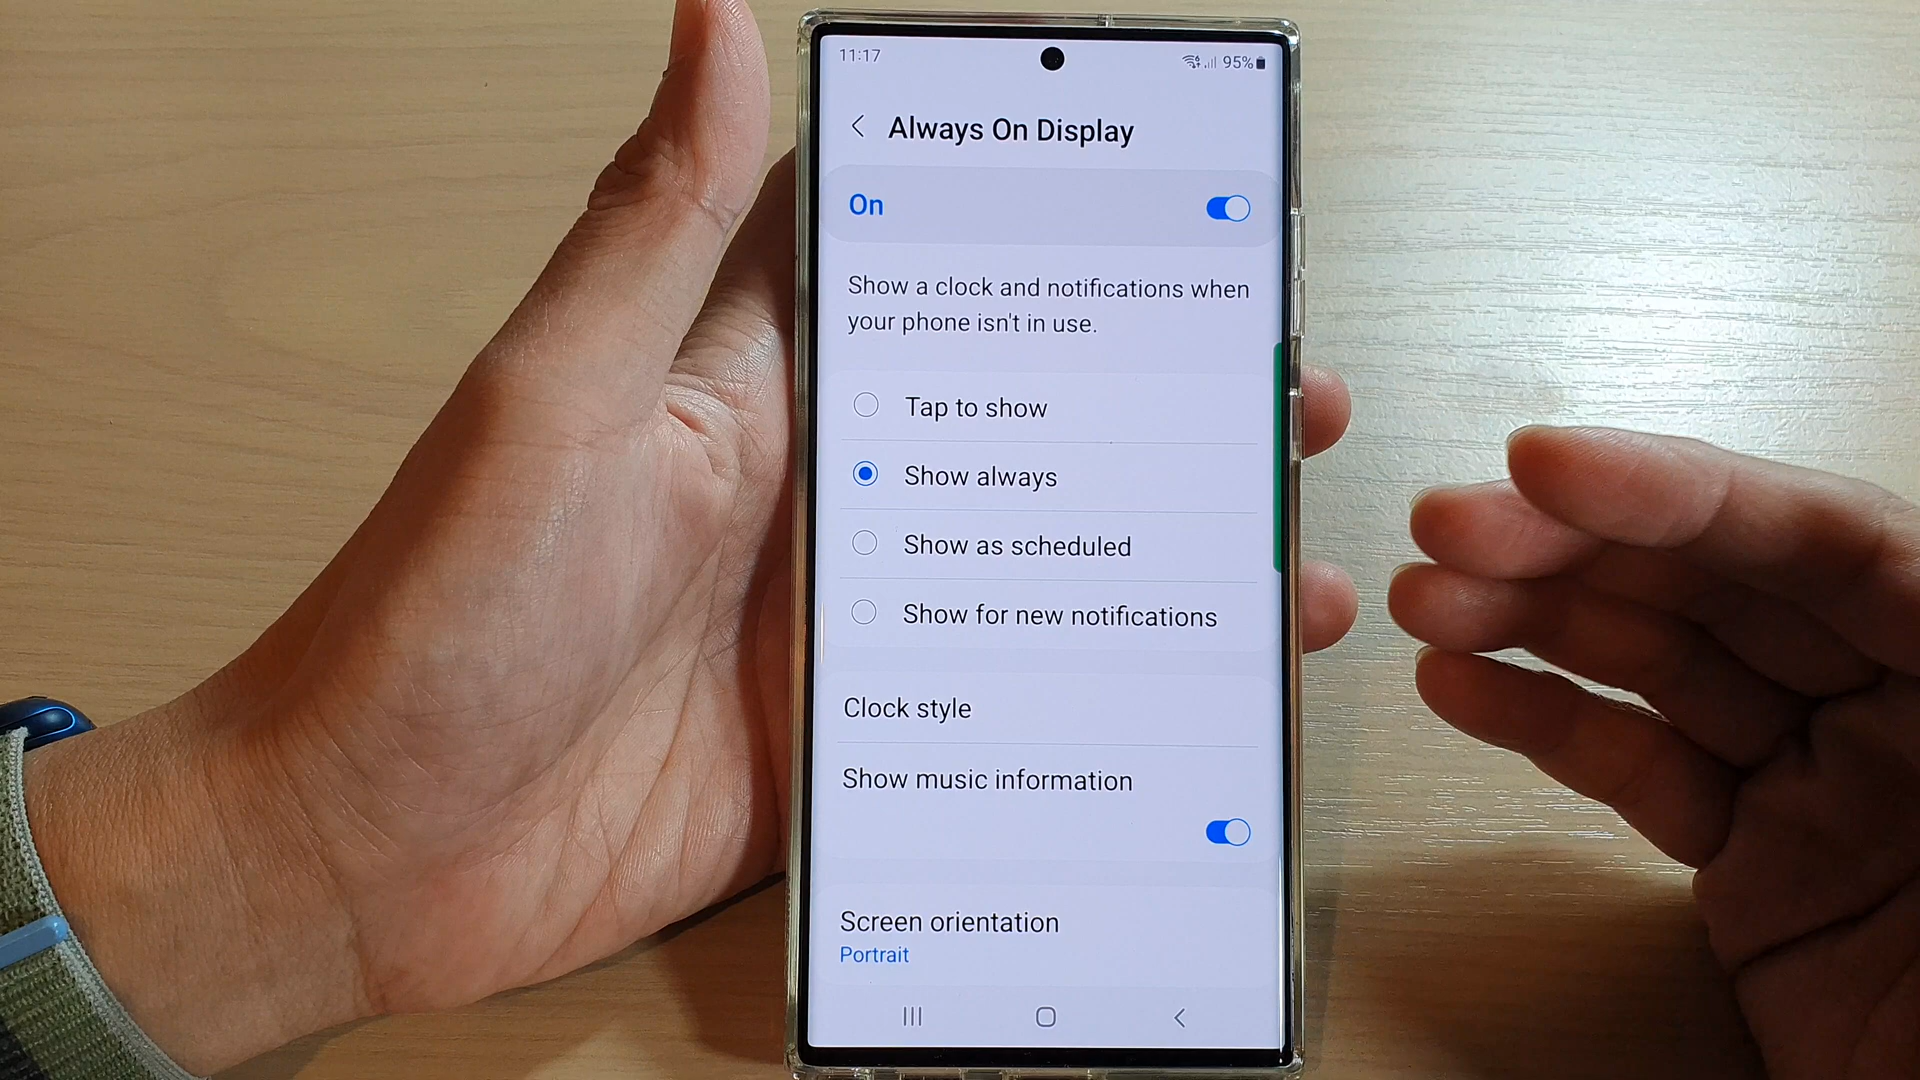 11:17
95%
Always On Display
On
Show a clock and notifications when
your phone isn't in use.
Tap to show
Show always
Show as scheduled
Show for new notifications
Clock style
Show music information
Screen orientation
Portrait